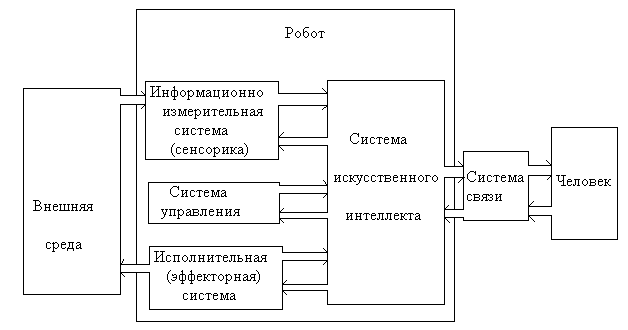 Робот
Внешняя
среда
Информационно
измерительная
система
(сенсорика)
Система
управления
Исполнительная
(эффекторная)
система
Система
искусственного
интеллекта
Система
связи
Человек